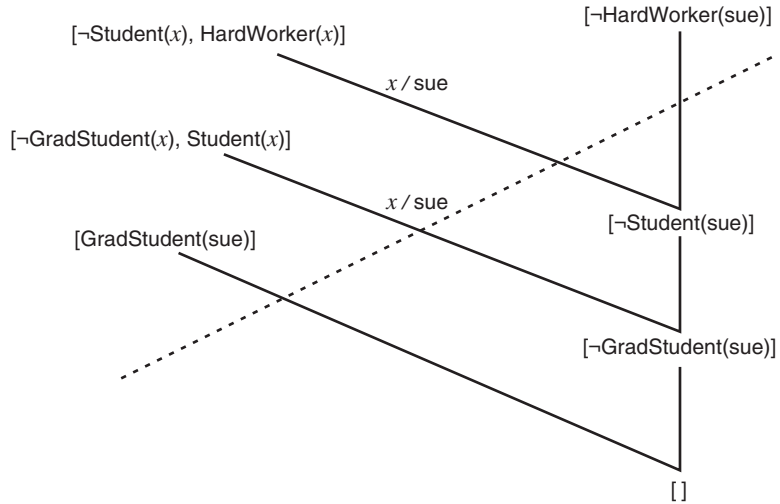 [¬HardWorker(sue)]
[¬Student(x), HardWorker(x)]
x / sue
[¬GradStudent(x), Student(x)]
x / sue
[¬Student(sue)]
[GradStudent(sue)]
[¬GradStudent(sue)]
[ ]